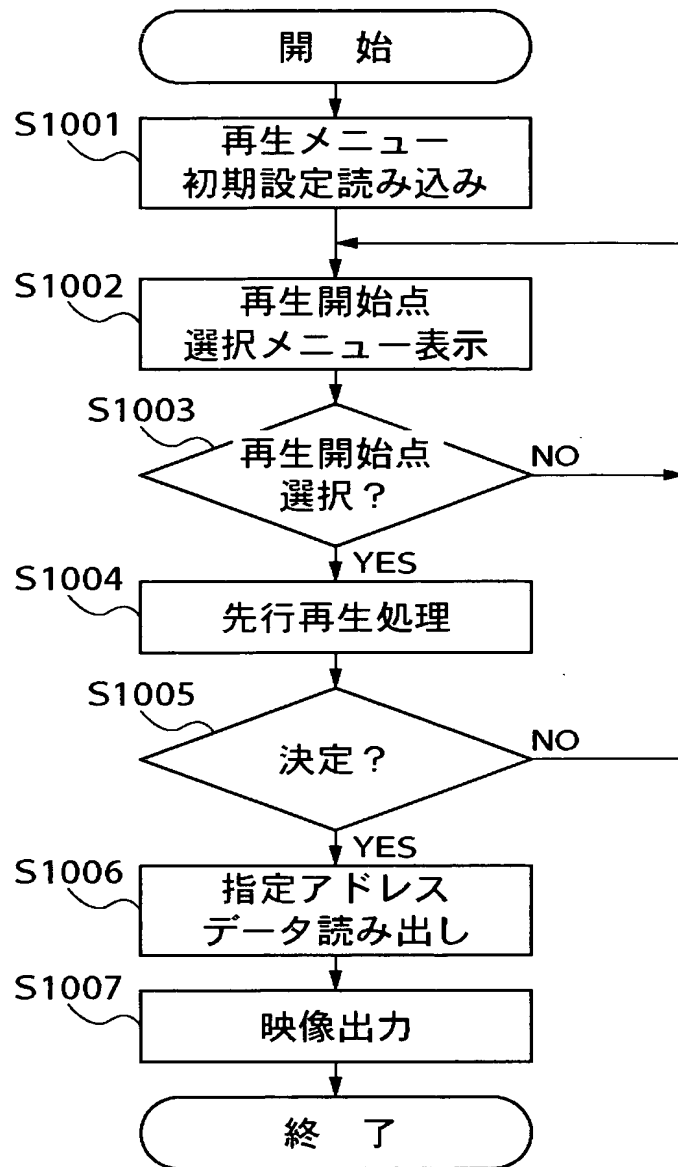 開 始
S1001
再生メニュー
初期設定読み込み
S1002
再生開始点
選択メニュー表示
S1003
再生開始点
選択?
NO
YES
S1004
先行再生処理
S1005
決定?
NO
YES
S1006
指定アドレス
データ読み出し
S1007
映像出力
終 了